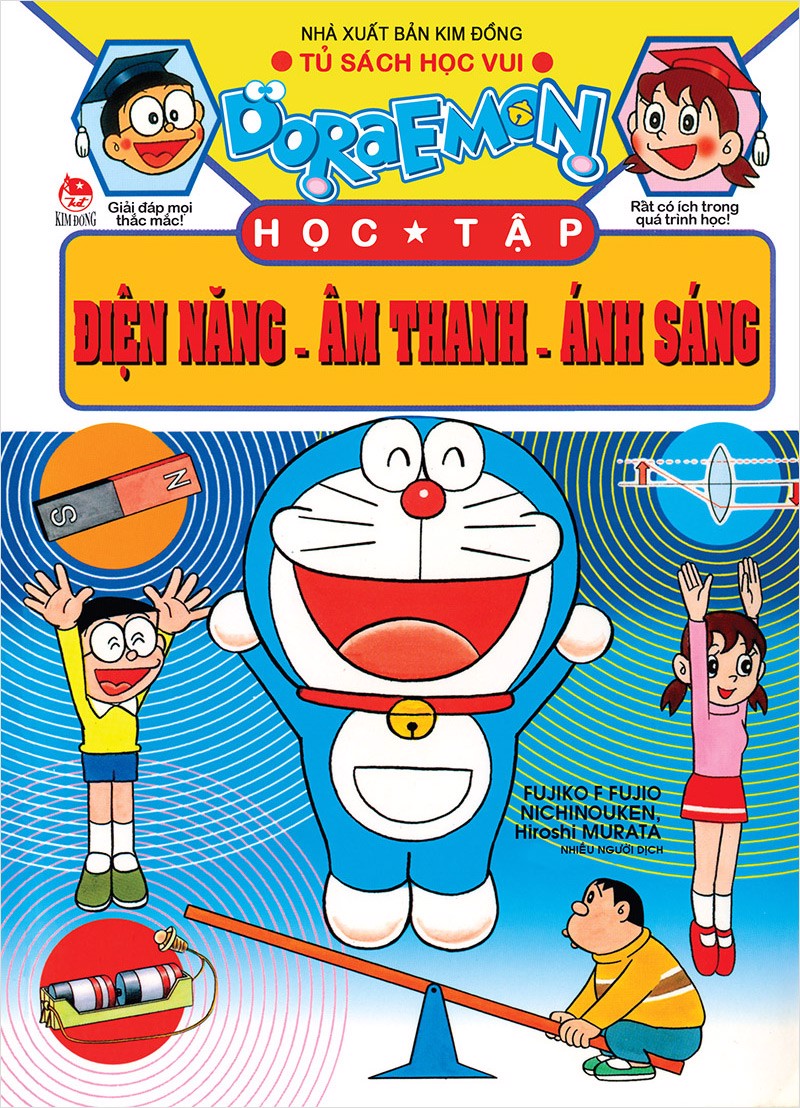 NHÀ XUẤT BẢN KIM ĐỒNG
TỦ SÁCH HỌC VUI
DORAEMON
KIM ĐỒNG
Giải đáp mọi
thắc mắc!
Rất có ích trong
quá trình học!
HỌC ★ TẬP
ĐIỆN NĂNG - ÂM THANH - ÁNH SÁNG
S N
FUJIKO F FUJIO
NICHINOUKEN,
Hiroshi MURATA
NHIỀU NGƯỜI DỊCH